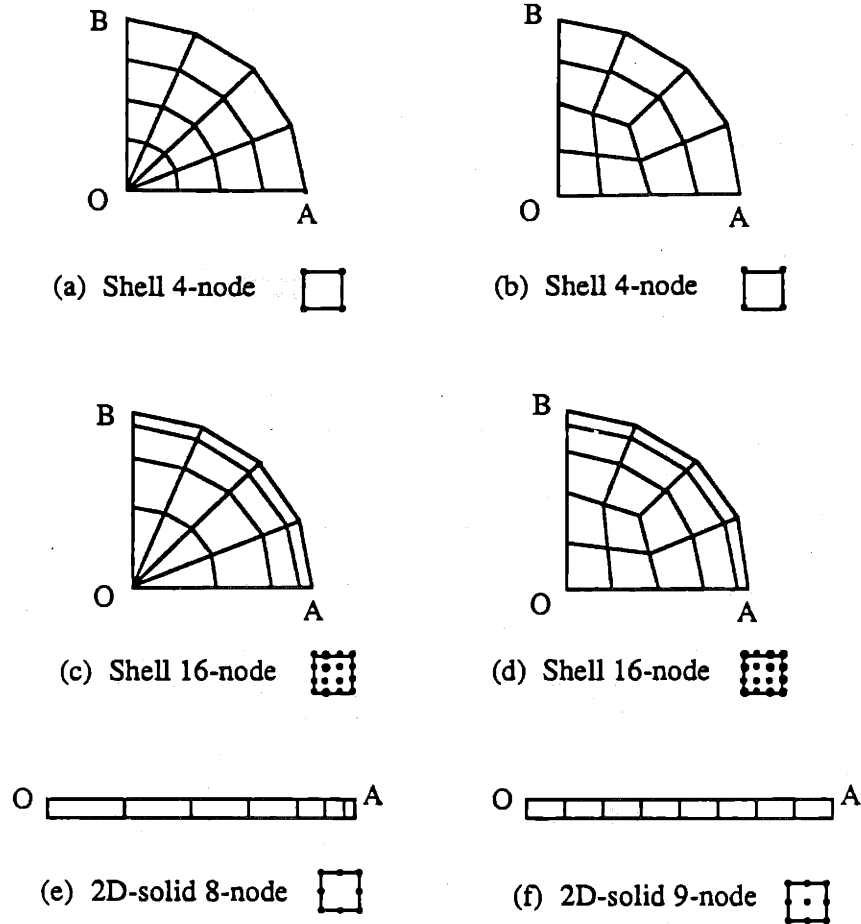 B
O
A
B
O
A
(a) Shell 4-node
(b) Shell 4-node
B
O
A
B
O
A
(c) Shell 16-node
(d) Shell 16-node
O
A
O
A
(e) 2D-solid 8-node
(f) 2D-solid 9-node